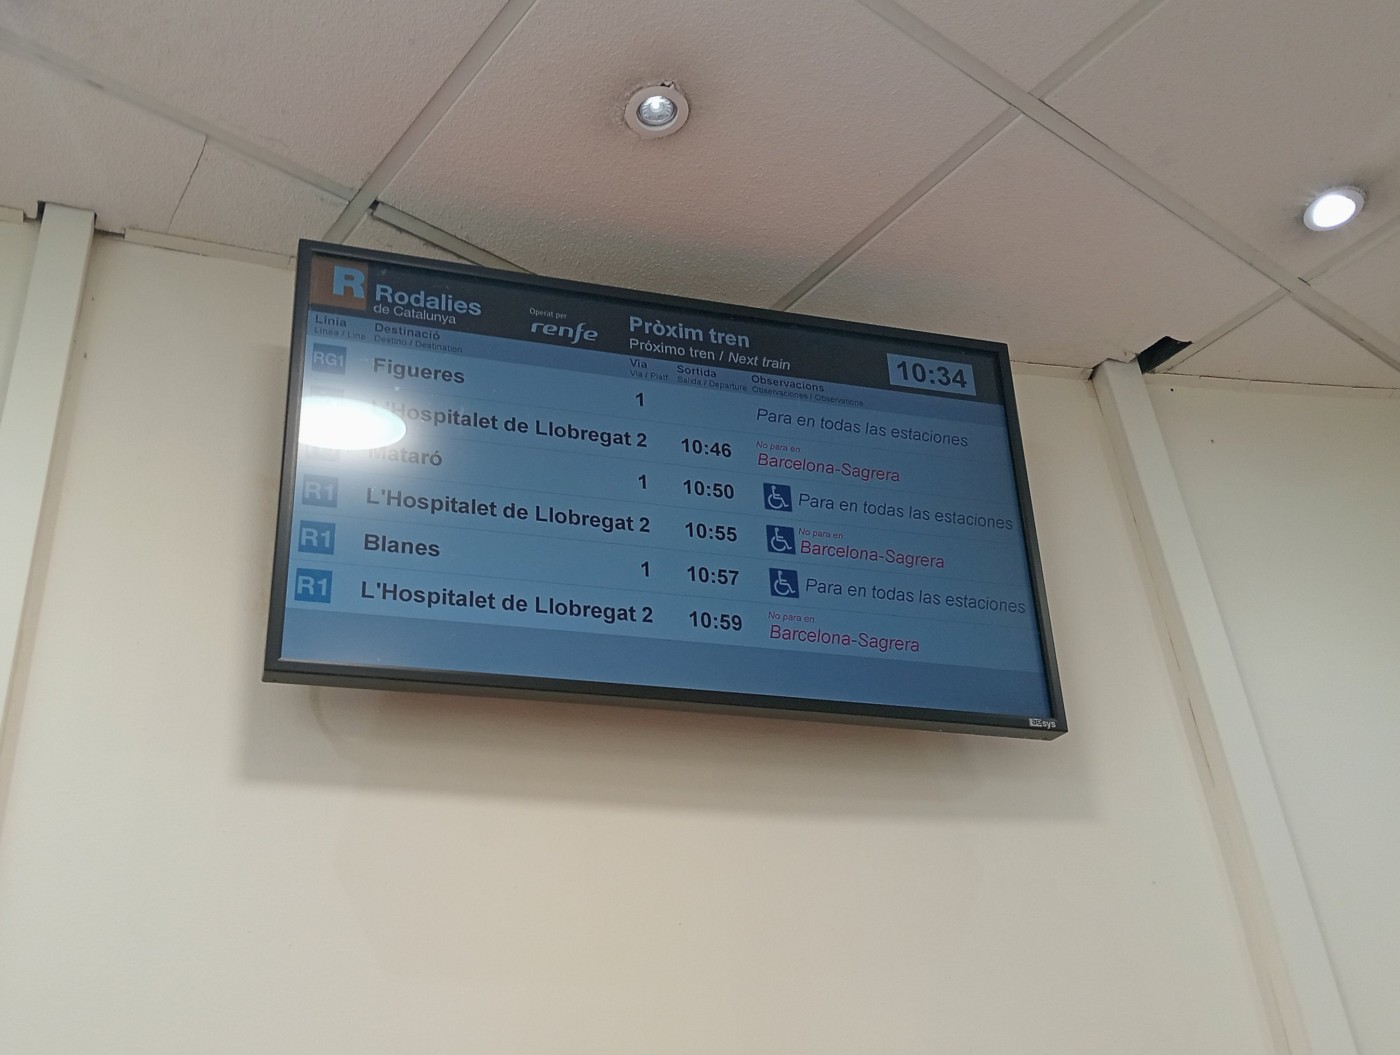 R Rodalies de Catalunya
Operat per
renfe
Pròxim tren
Próximo tren / Next train
10:34
Línia Destinació Via Sortida Observacions
Línea / Line Destino / Destination Vía / Platf Salida / Departure Observaciones / Observations
RG1 Figueres 1 Para en todas las estaciones
L'Hospitalet de Llobregat 2 10:46 No para en Barcelona-Sagrera
Mataró 1 10:50 Para en todas las estaciones
R1 L'Hospitalet de Llobregat 2 10:55 No para en Barcelona-Sagrera
R1 Blanes 1 10:57 Para en todas las estaciones
R1 L'Hospitalet de Llobregat 2 10:59 No para en Barcelona-Sagrera